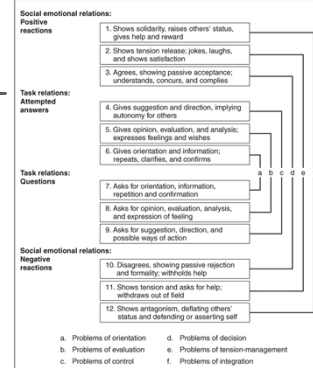 Social emotional relations:
Positive
reactions
1. Shows solidarity, raises others' status,
gives help and reward
2. Shows tension release; jokes, laughs,
and shows satisfaction
3. Agrees, showing passive acceptance;
understands, concurs, and complies
Task relations:
Attempted
answers
4. Gives suggestion and direction, implying
autonomy for others
5. Gives opinion, evaluation, and analysis;
expresses feelings and wishes
6. Gives orientation and information;
repeats, clarifies, and confirms
a b c d e
Task relations:
Questions
7. Asks for orientation, information,
repetition and confirmation
8. Asks for opinion, evaluation, analysis,
and expression of feeling
9. Asks for suggestion, direction, and
possible ways of action
Social emotional relations:
Negative
reactions
10. Disagrees, showing passive rejection
and formality; withholds help
11. Shows tension and asks for help;
withdraws out of field
12. Shows antagonism, deflating others'
status and defending or asserting self
a. Problems of orientation d. Problems of decision
b. Problems of evaluation e. Problems of tension-management
c. Problems of control f. Problems of integration